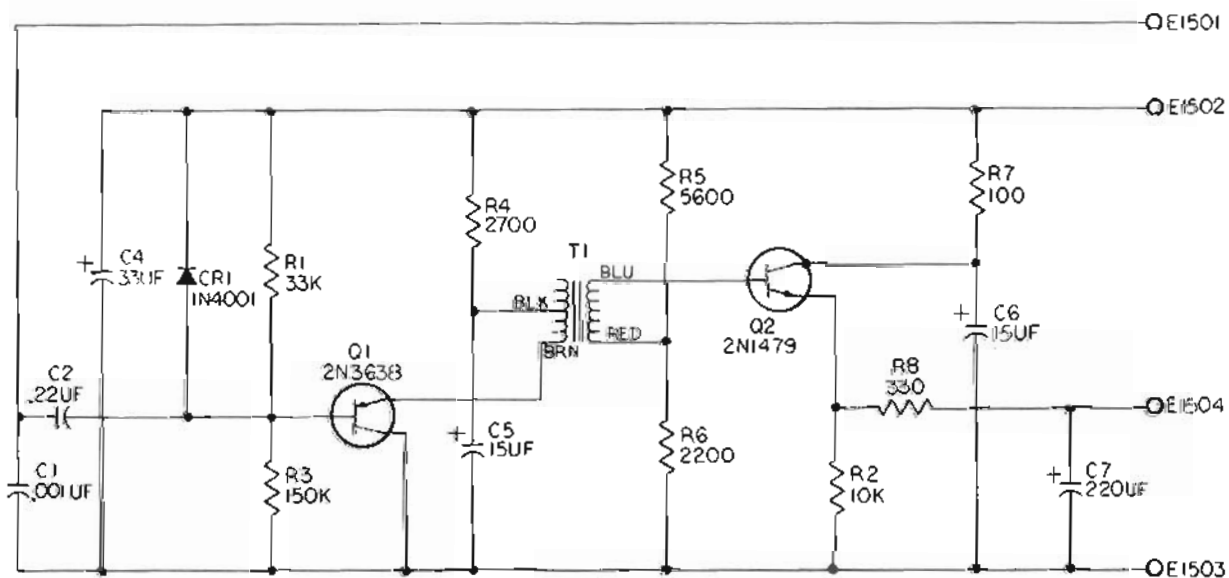 E1501
E1502
R7
100
R5
5600
R4
2700
T1
C4
.33UF
CR1
1N4001
R1
33K
BLU
BLK
RED
BRN
Q2
2N1479
C6
.15UF
Q1
2N3638
C2
.22UF
R8
330
E1504
C5
15UF
R6
2200
C1
.001UF
R3
150K
R2
10K
C7
220UF
E1503
+
+
+
+